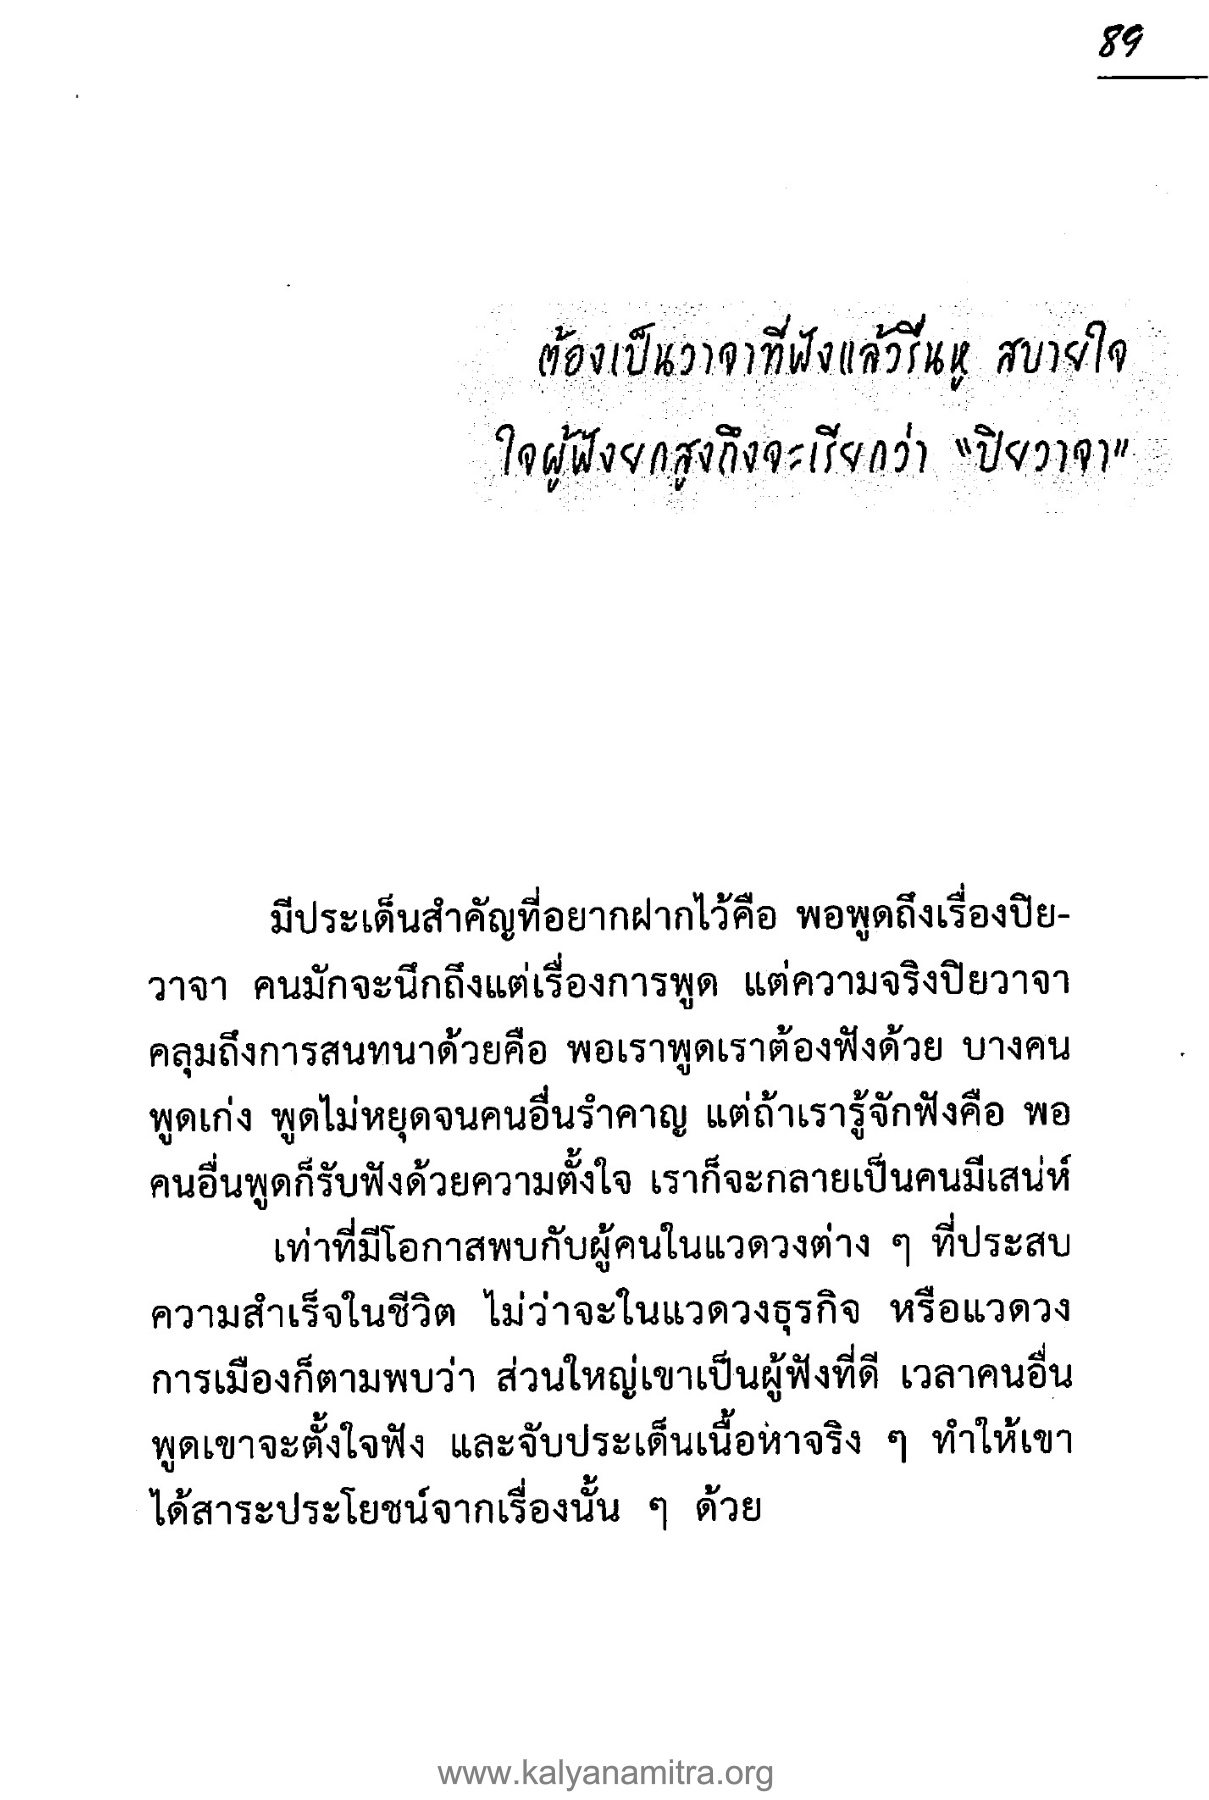 89
ต้องเป็นวาจาที่ฟังแล้วรื่นหู สบายใจ
ใจผู้ฟังยกสูงถึงจะเรียกว่า "ปิยวาจา"
มีประเด็นสำคัญที่อยากฝากไว้คือ พอพูดถึงเรื่องปิย-
วาจา คนมักจะนึกถึงแต่เรื่องการพูด แต่ความจริงปิยวาจา
คลุมถึงการสนทนาด้วยคือ พอเราพูดเราต้องฟังด้วย บางคน
พูดเก่ง พูดไม่หยุดจนคนอื่นรำคาญ แต่ถ้าเรารู้จักฟังคือ พอ
คนอื่นพูดก็รับฟังด้วยความตั้งใจ เราก็จะกลายเป็นคนมีเสน่ห์
เท่าที่มีโอกาสพบกับผู้คนในแวดวงต่าง ๆ ที่ประสบ
ความสำเร็จในชีวิต ไม่ว่าจะในแวดวงธุรกิจ หรือแวดวง
การเมืองก็ตามพบว่า ส่วนใหญ่เขาเป็นผู้ฟังที่ดี เวลาคนอื่น
พูดเขาจะตั้งใจฟัง และจับประเด็นเนื้อหาจริง ๆ ทำให้เขา
ได้สาระประโยชน์จากเรื่องนั้น ๆ ด้วย
www.kalyanamitra.org